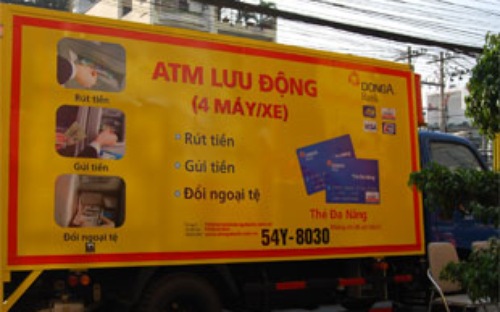 ATM LƯU ĐỘNG
(4 MÁY/XE)
DONGA
Bank
Rút tiền
Gửi tiền
Đổi ngoại tệ
Rút tiền
Gửi tiền
Đổi ngoại tệ
Thẻ Đa Năng
54Y-8030